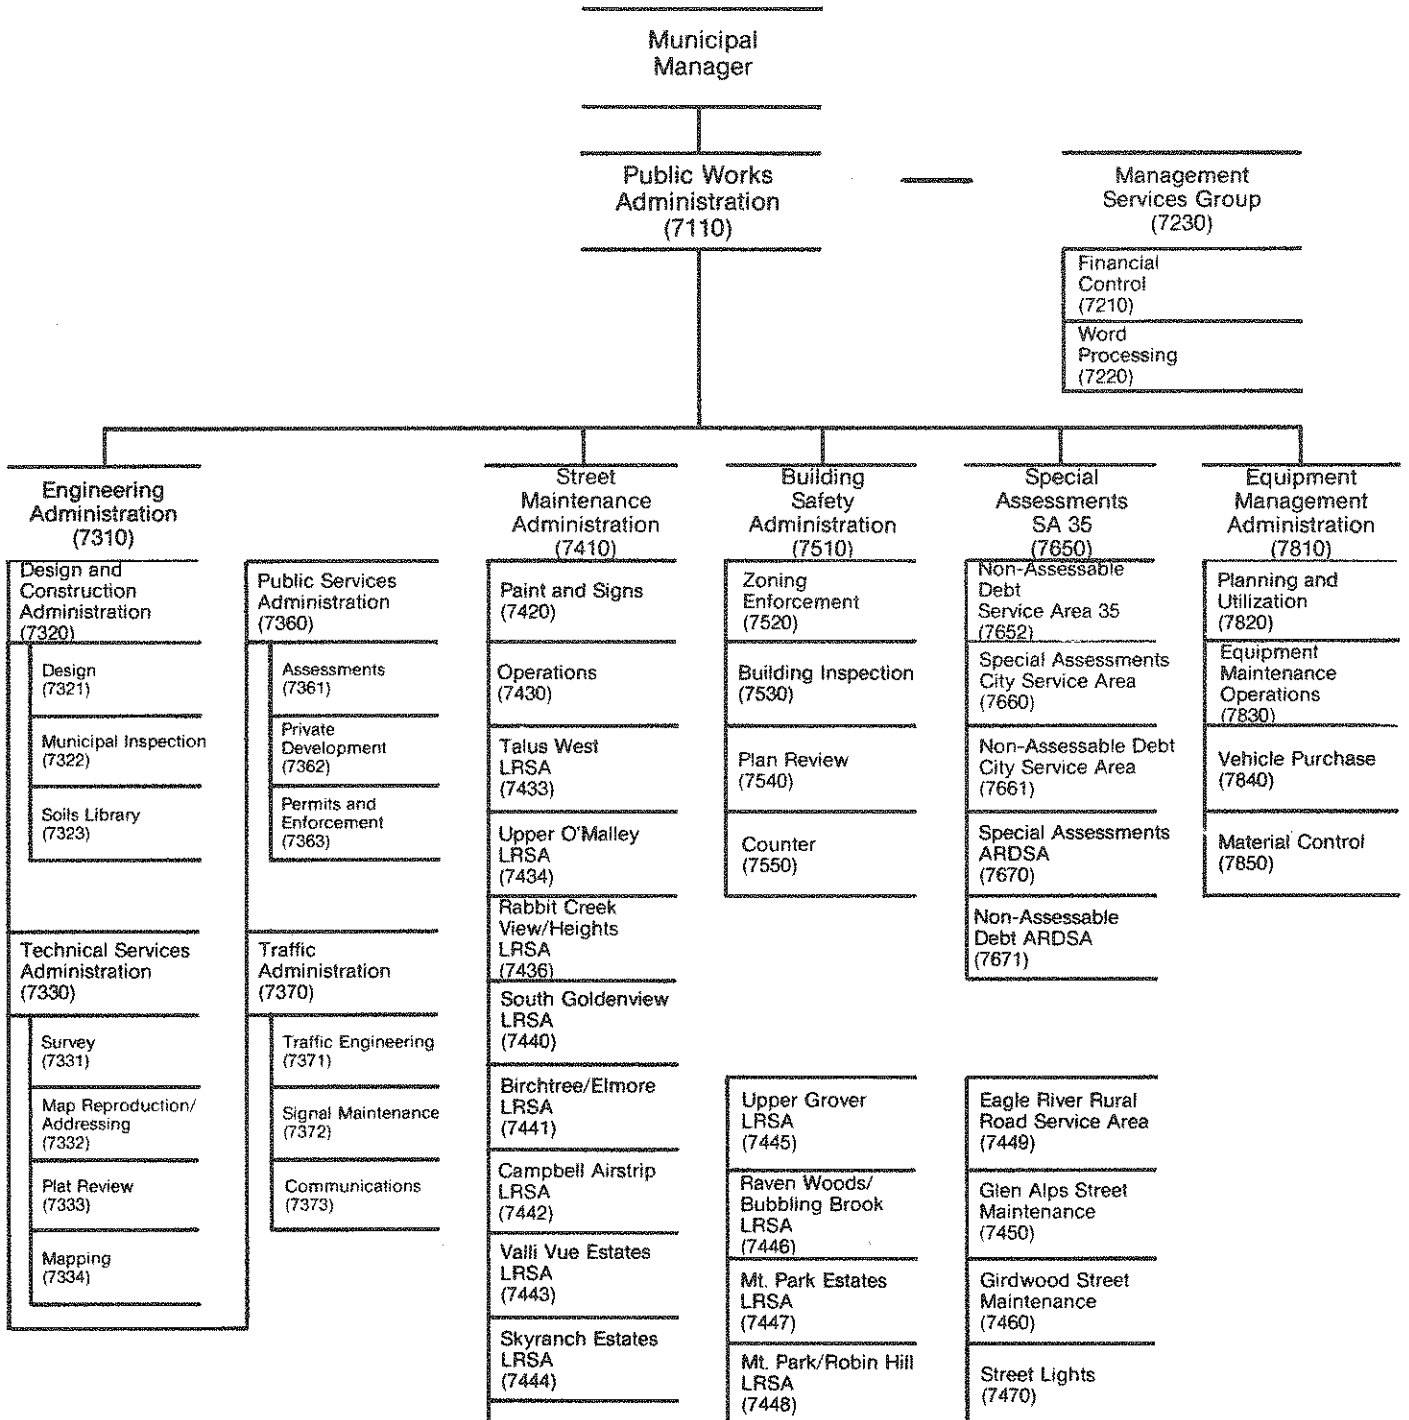 Municipal
Manager
Public Works
Administration
(7110)
Management
Services Group
(7230)
Financial
Control
(7210)
Word
Processing
(7220)
Engineering
Administration
(7310)
Design and
Construction
Administration
(7320)
Design
(7321)
Municipal Inspection
(7322)
Soils Library
(7323)
Technical Services
Administration
(7330)
Survey
(7331)
Map Reproduction/
Addressing
(7332)
Plat Review
(7333)
Mapping
(7334)
Public Services
Administration
(7360)
Assessments
(7361)
Private
Development
(7362)
Permits and
Enforcement
(7363)
Traffic
Administration
(7370)
Traffic Engineering
(7371)
Signal Maintenance
(7372)
Communications
(7373)
Street
Maintenance
Administration
(7410)
Paint and Signs
(7420)
Operations
(7430)
Talus West
LRSA
(7433)
Upper O'Malley
LRSA
(7434)
Rabbit Creek
View/Heights
LRSA
(7436)
South Goldenview
LRSA
(7440)
Birchtree/Elmore
LRSA
(7441)
Campbell Airstrip
LRSA
(7442)
Valli Vue Estates
LRSA
(7443)
Skyranch Estates
LRSA
(7444)
Building
Safety
Administration
(7510)
Zoning
Enforcement
(7520)
Building Inspection
(7530)
Plan Review
(7540)
Counter
(7550)
Upper Grover
LRSA
(7445)
Raven Woods/
Bubbling Brook
LRSA
(7446)
Mt. Park Estates
LRSA
(7447)
Mt. Park/Robin Hill
LRSA
(7448)
Special
Assessments
SA 35
(7650)
Non-Assessable
Debt
Service Area 35
(7652)
Special Assessments
City Service Area
(7660)
Non-Assessable Debt
City Service Area
(7661)
Special Assessments
ARDSA
(7670)
Non-Assessable
Debt ARDSA
(7671)
Eagle River Rural
Road Service Area
(7449)
Glen Alps Street
Maintenance
(7450)
Girdwood Street
Maintenance
(7460)
Street Lights
(7470)
Equipment
Management
Administration
(7810)
Planning and
Utilization
(7820)
Equipment
Maintenance
Operations
(7830)
Vehicle Purchase
(7840)
Material Control
(7850)